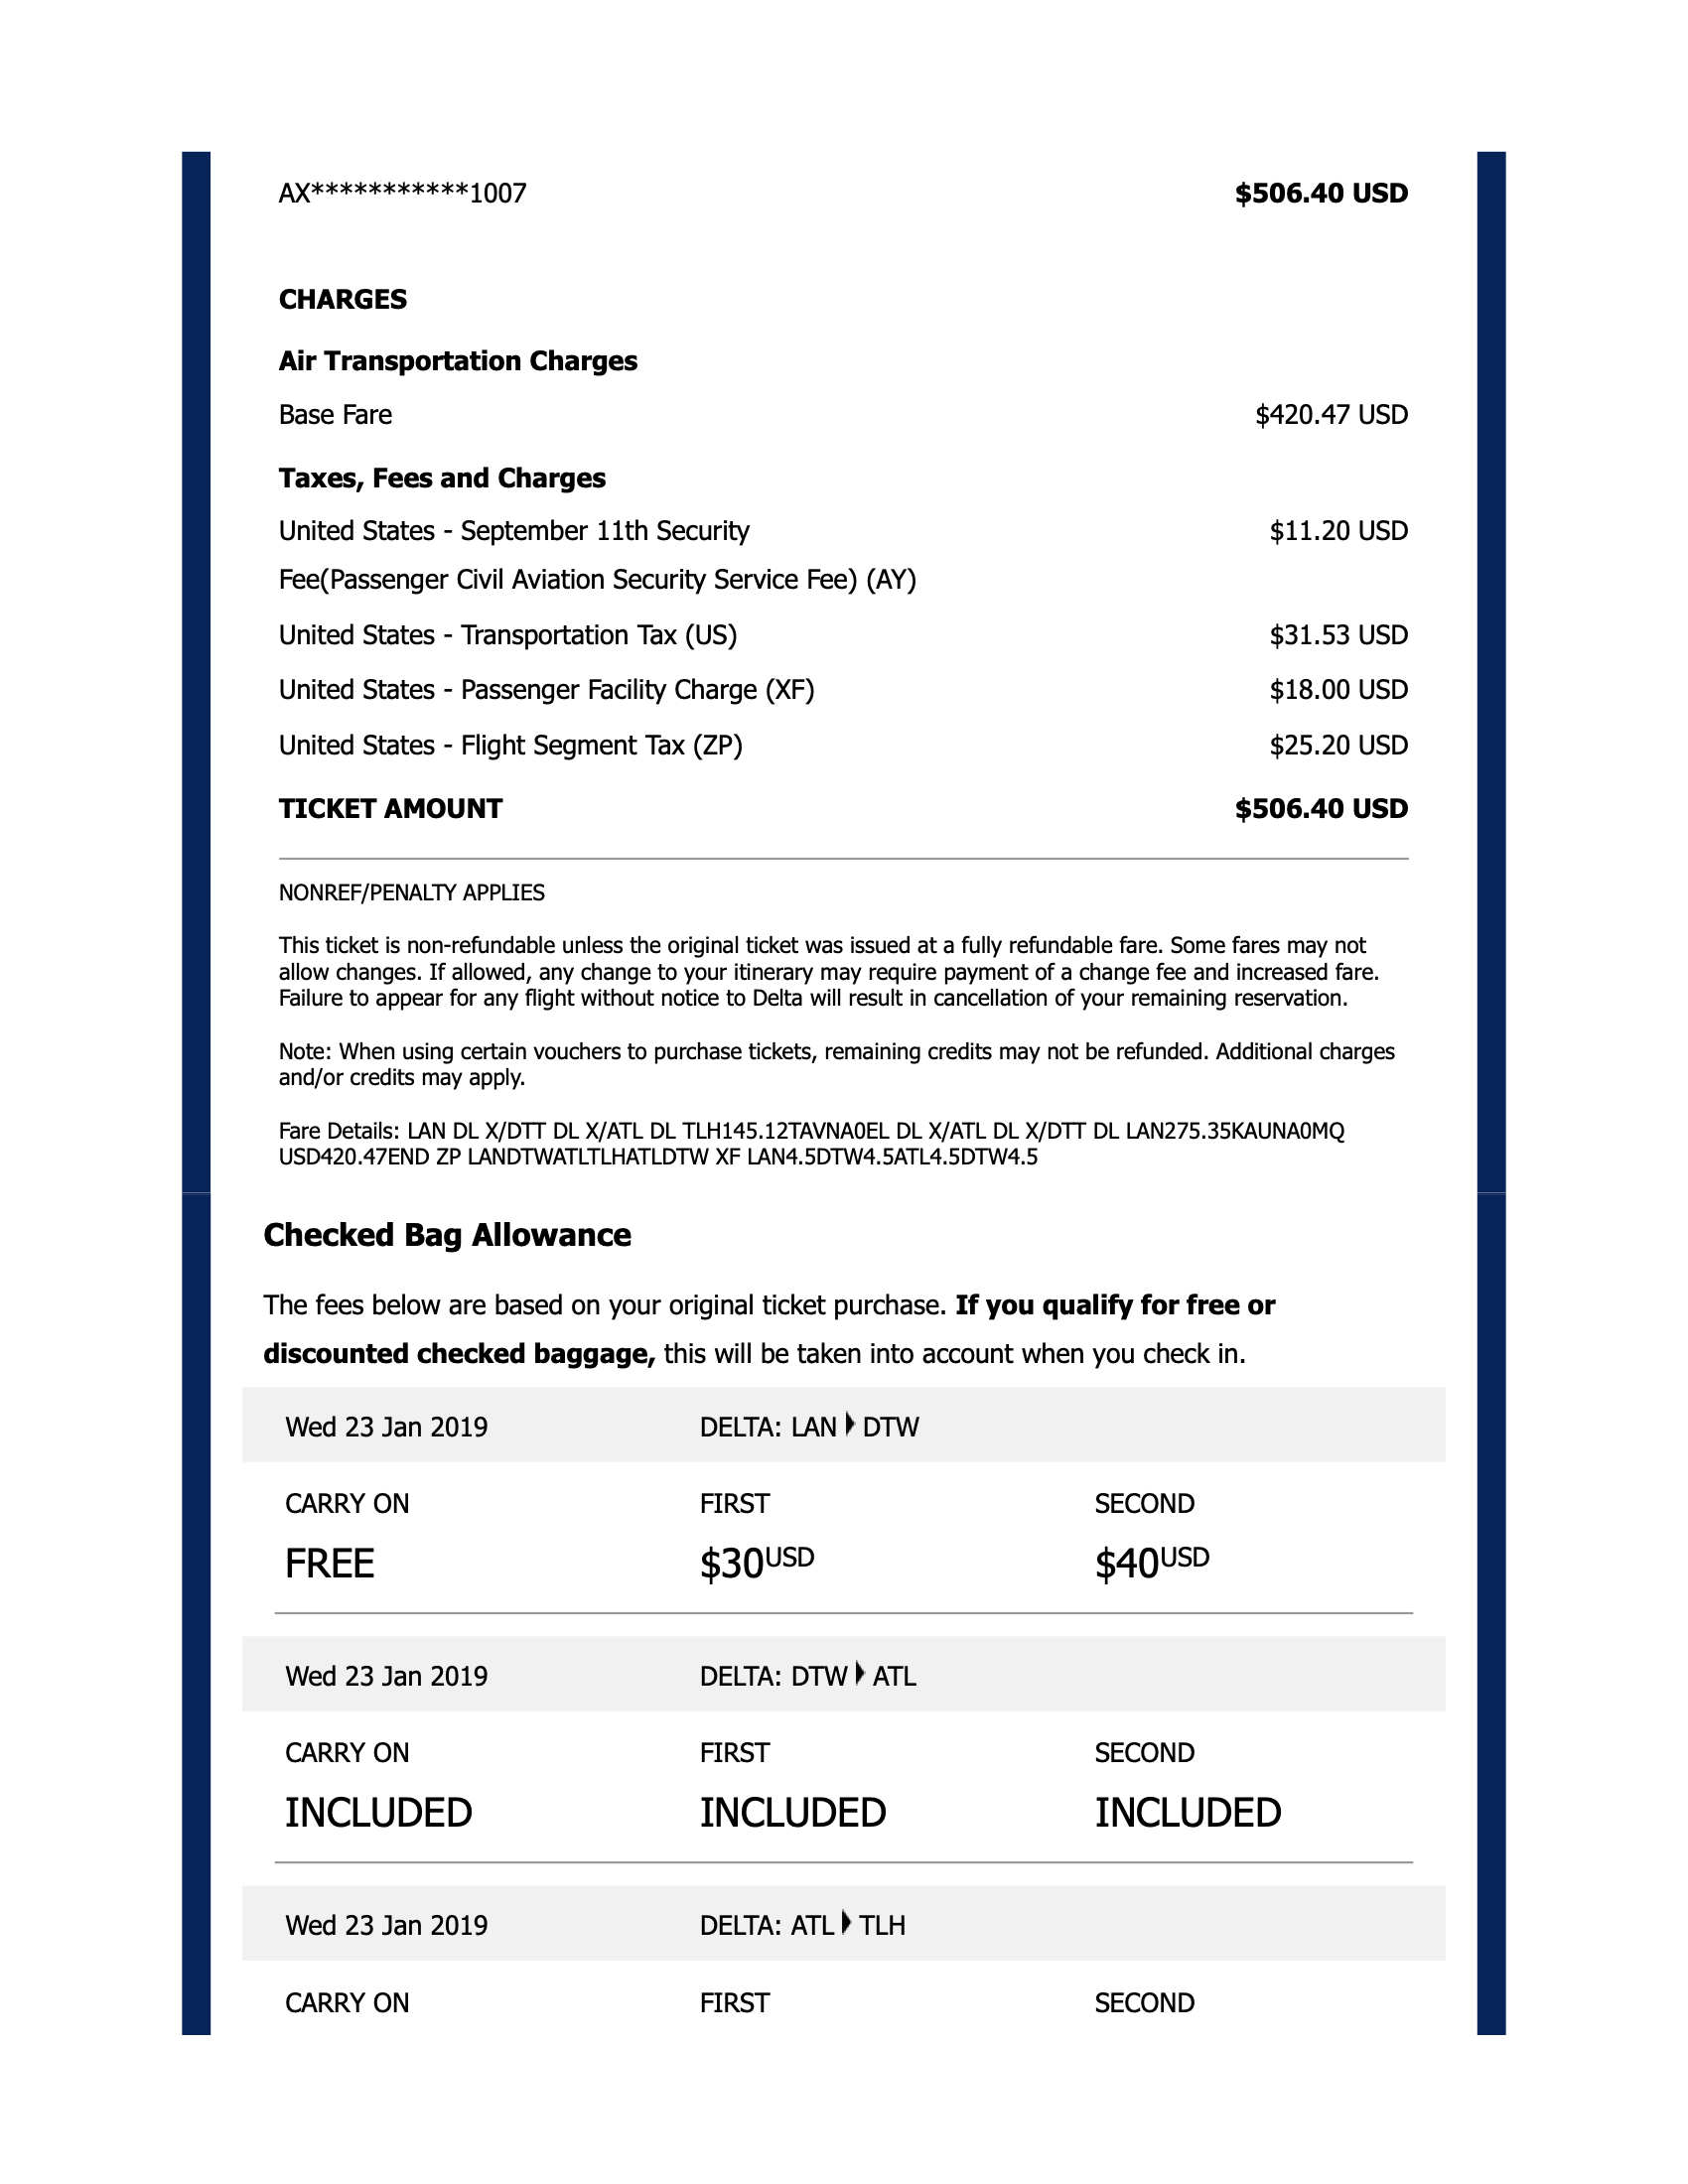 AX***********1007 $506.40 USD
CHARGES
Air Transportation Charges
Base Fare $420.47 USD
Taxes, Fees and Charges
United States - September 11th Security $11.20 USD
Fee(Passenger Civil Aviation Security Service Fee) (AY)
United States - Transportation Tax (US) $31.53 USD
United States - Passenger Facility Charge (XF) $18.00 USD
United States - Flight Segment Tax (ZP) $25.20 USD
TICKET AMOUNT $506.40 USD
NONREF/PENALTY APPLIES
This ticket is non-refundable unless the original ticket was issued at a fully refundable fare. Some fares may not
allow changes. If allowed, any change to your itinerary may require payment of a change fee and increased fare.
Failure to appear for any flight without notice to Delta will result in cancellation of your remaining reservation.
Note: When using certain vouchers to purchase tickets, remaining credits may not be refunded. Additional charges
and/or credits may apply.
Fare Details: LAN DL X/DTT DL X/ATL DL TLH145.12TAVNA0EL DL X/ATL DL X/DTT DL LAN275.35KAUNA0MQ
USD420.47END ZP LANDTWATLTLHATLDTW XF LAN4.5DTW4.5ATL4.5DTW4.5
Checked Bag Allowance
The fees below are based on your original ticket purchase. If you qualify for free or
discounted checked baggage, this will be taken into account when you check in.
Wed 23 Jan 2019 DELTA: LAN DTW
CARRY ON FIRST SECOND
FREE $30USD $40USD
Wed 23 Jan 2019 DELTA: DTW ATL
CARRY ON FIRST SECOND
INCLUDED INCLUDED INCLUDED
Wed 23 Jan 2019 DELTA: ATL TLH
CARRY ON FIRST SECOND